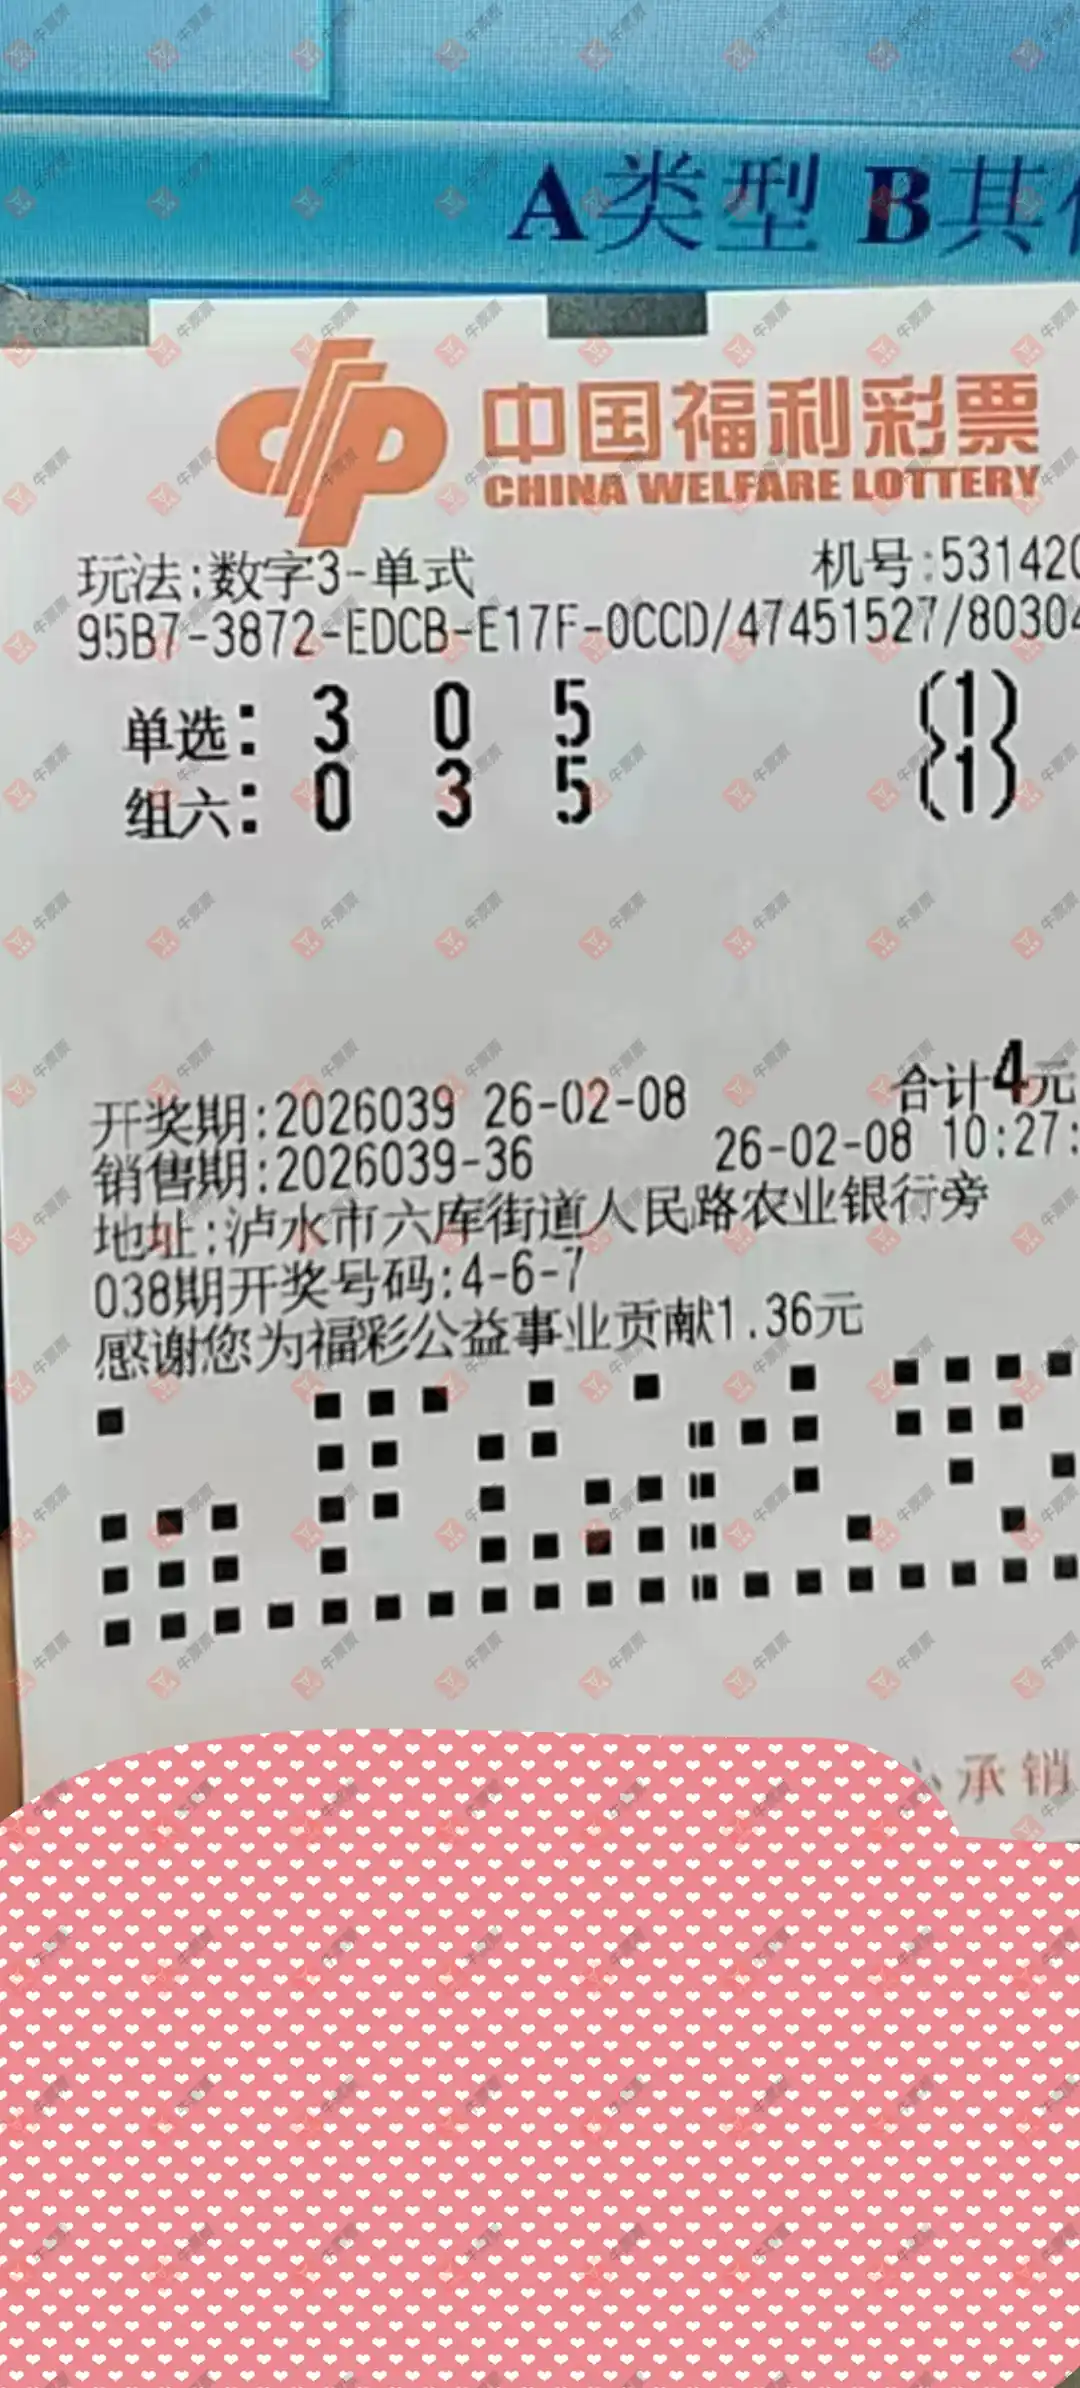 A类型 B其
中国福利彩票
CHINA WELFARE LOTTERY
玩法:数字3-单式 机号:531420
95B7-3872-EDCB-E17F-0CCD/47451527/80304
单选: 3 0 5 (1)
组六: 0 3 5 (1)
合计4元
开奖期:2026039 26-02-08
销售期:2026039-36 26-02-08 10:27:
地址:泸水市六库街道人民路农业银行旁
038期开奖号码:4-6-7
感谢您为福彩公益事业贡献1.36元
承销
牛票票